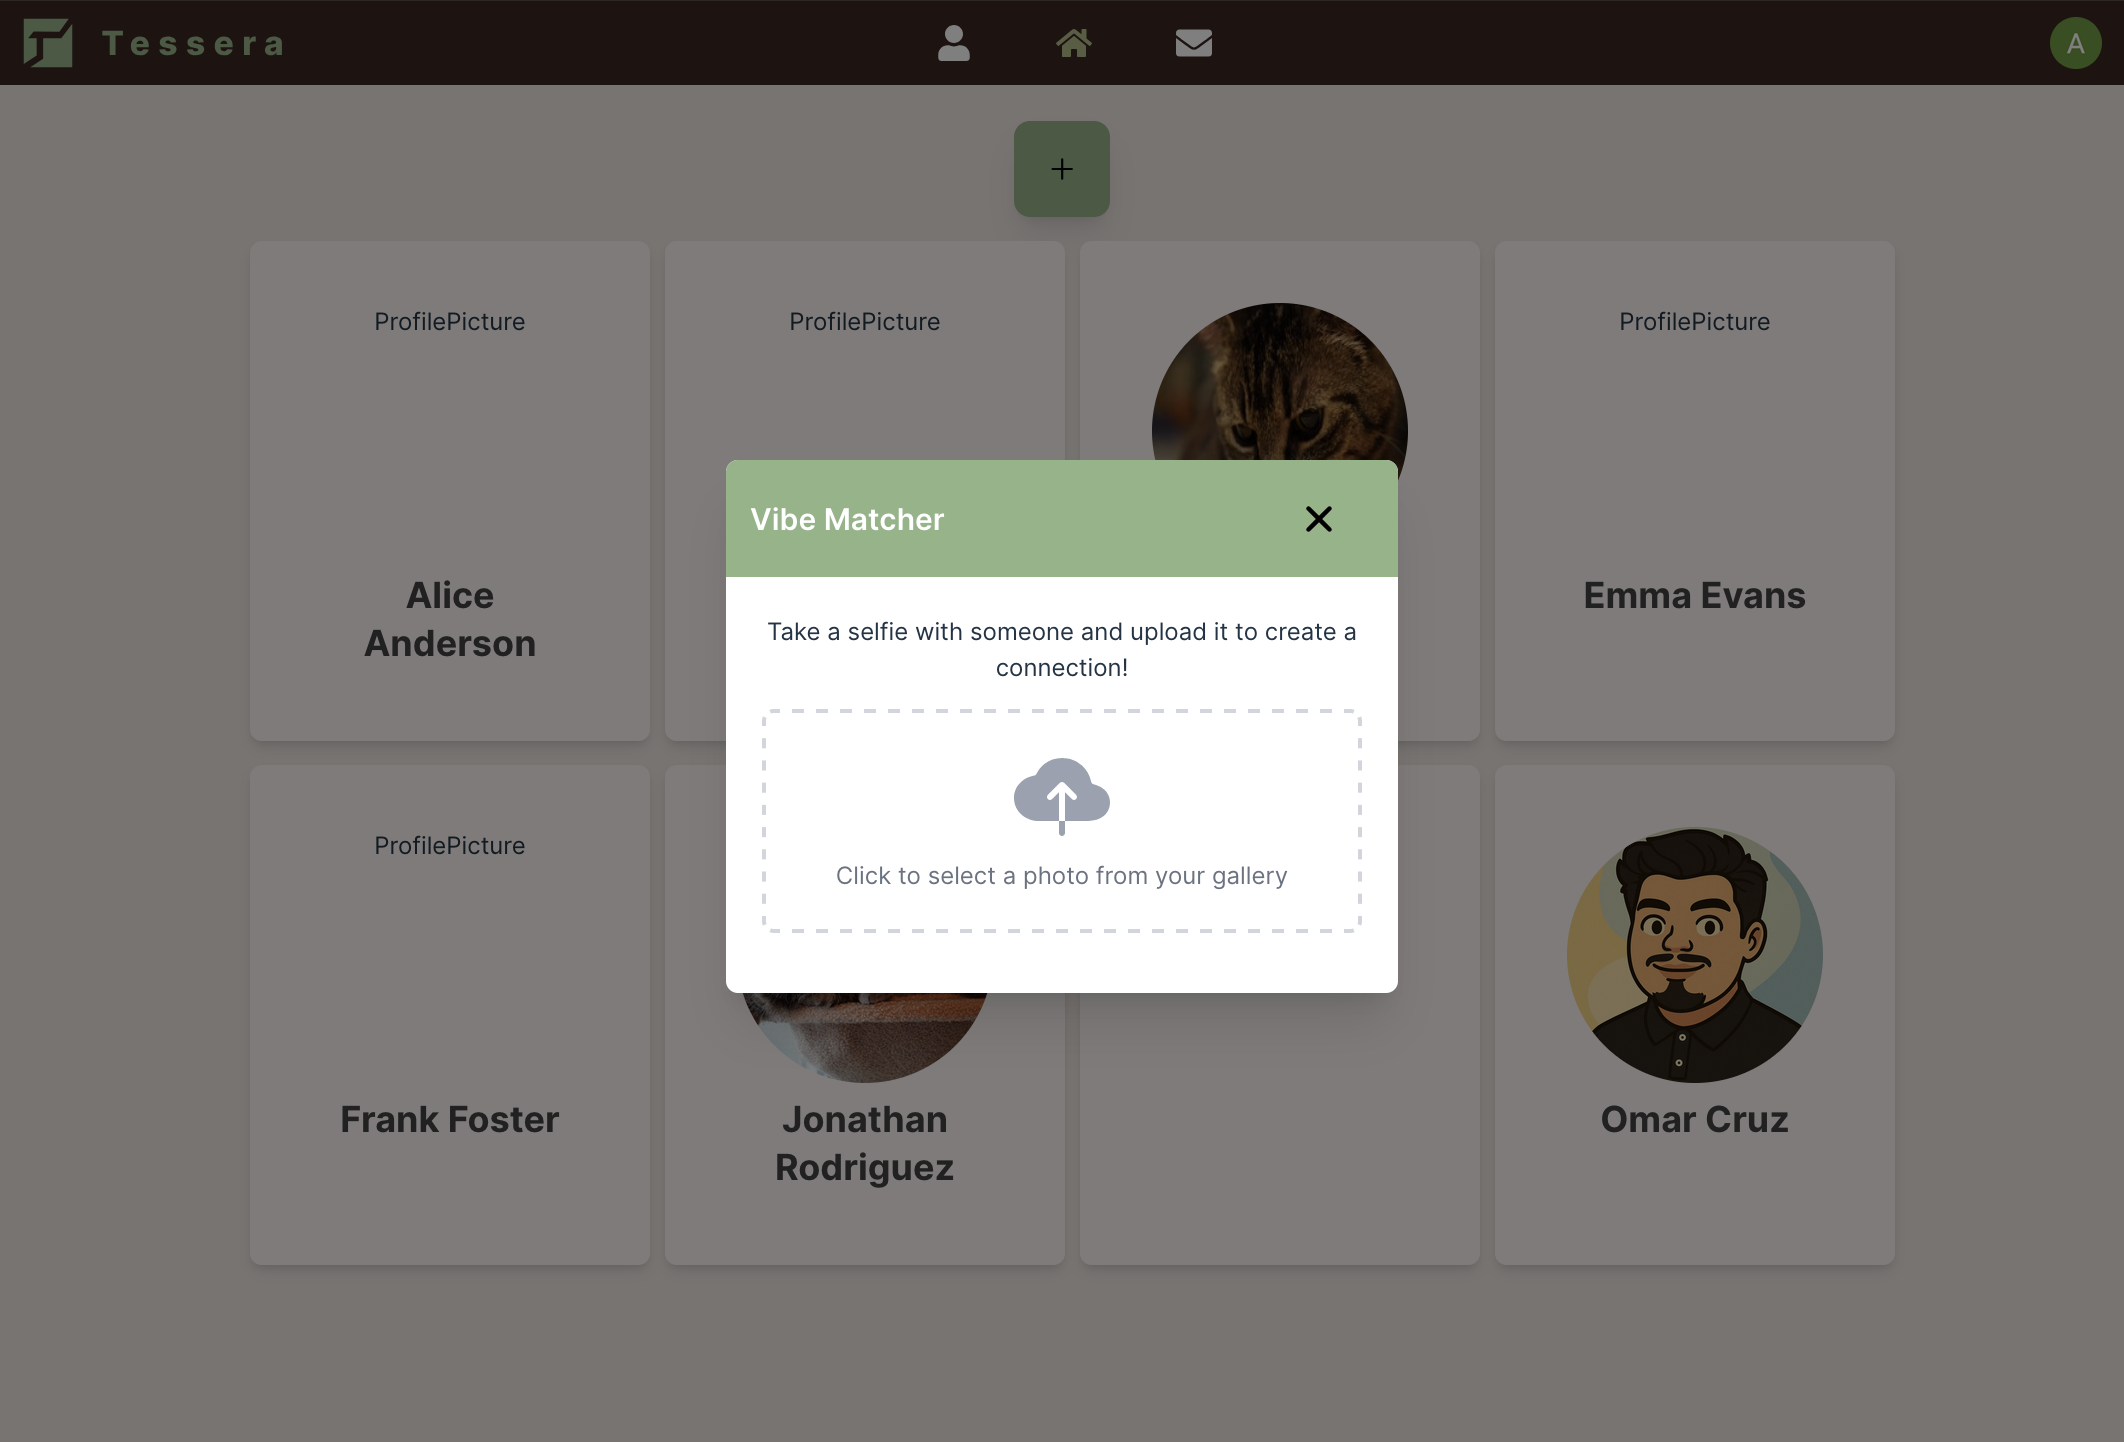 Tessera
A
+
ProfilePicture
ProfilePicture
ProfilePicture
Alice
Anderson
Emma Evans
Vibe Matcher
Take a selfie with someone and upload it to create a
connection!
Click to select a photo from your gallery
ProfilePicture
Frank Foster
Jonathan
Rodriguez
Omar Cruz